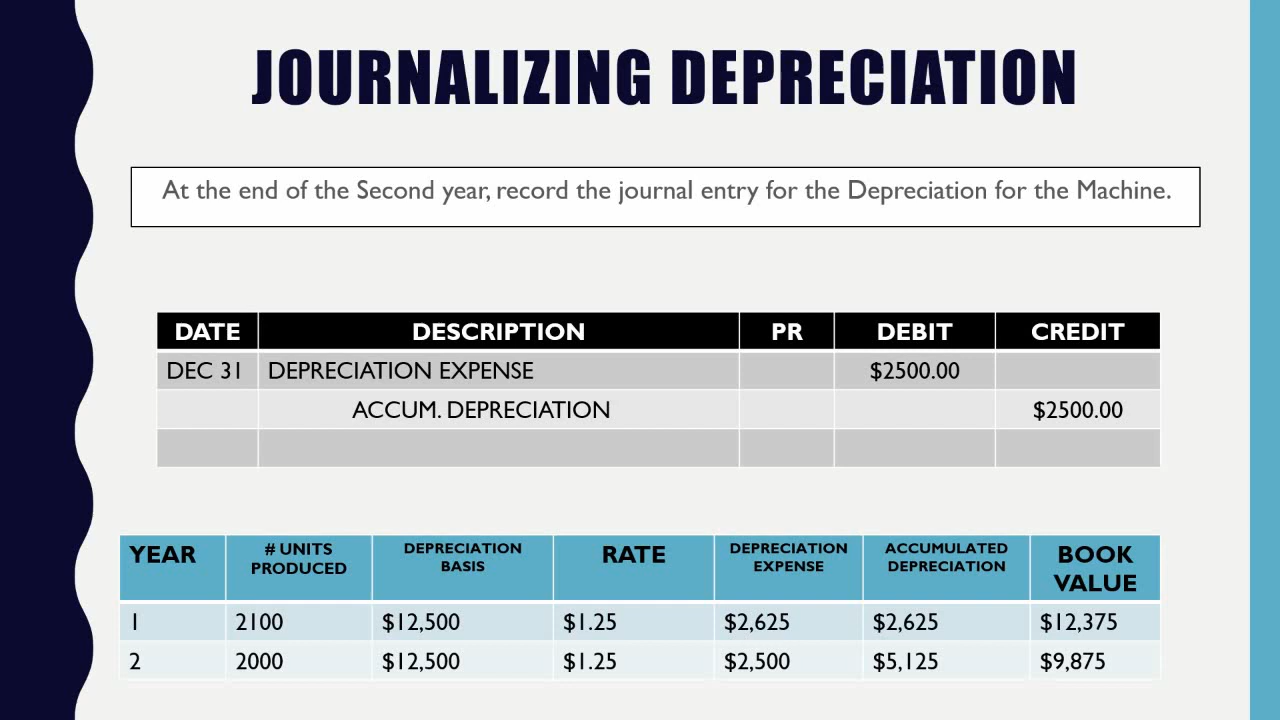 JOURNALIZING DEPRECIATION
At the end of the Second year, record the journal entry for the Depreciation for the Machine.
DATE DESCRIPTION PR DEBIT CREDIT
DEC 31 DEPRECIATION EXPENSE $2500.00
ACCUM. DEPRECIATION $2500.00
YEAR # UNITS PRODUCED DEPRECIATION BASIS RATE DEPRECIATION EXPENSE ACCUMULATED DEPRECIATION BOOK VALUE
1 2100 $12,500 $1.25 $2,625 $2,625 $12,375
2 2000 $12,500 $1.25 $2,500 $5,125 $9,875